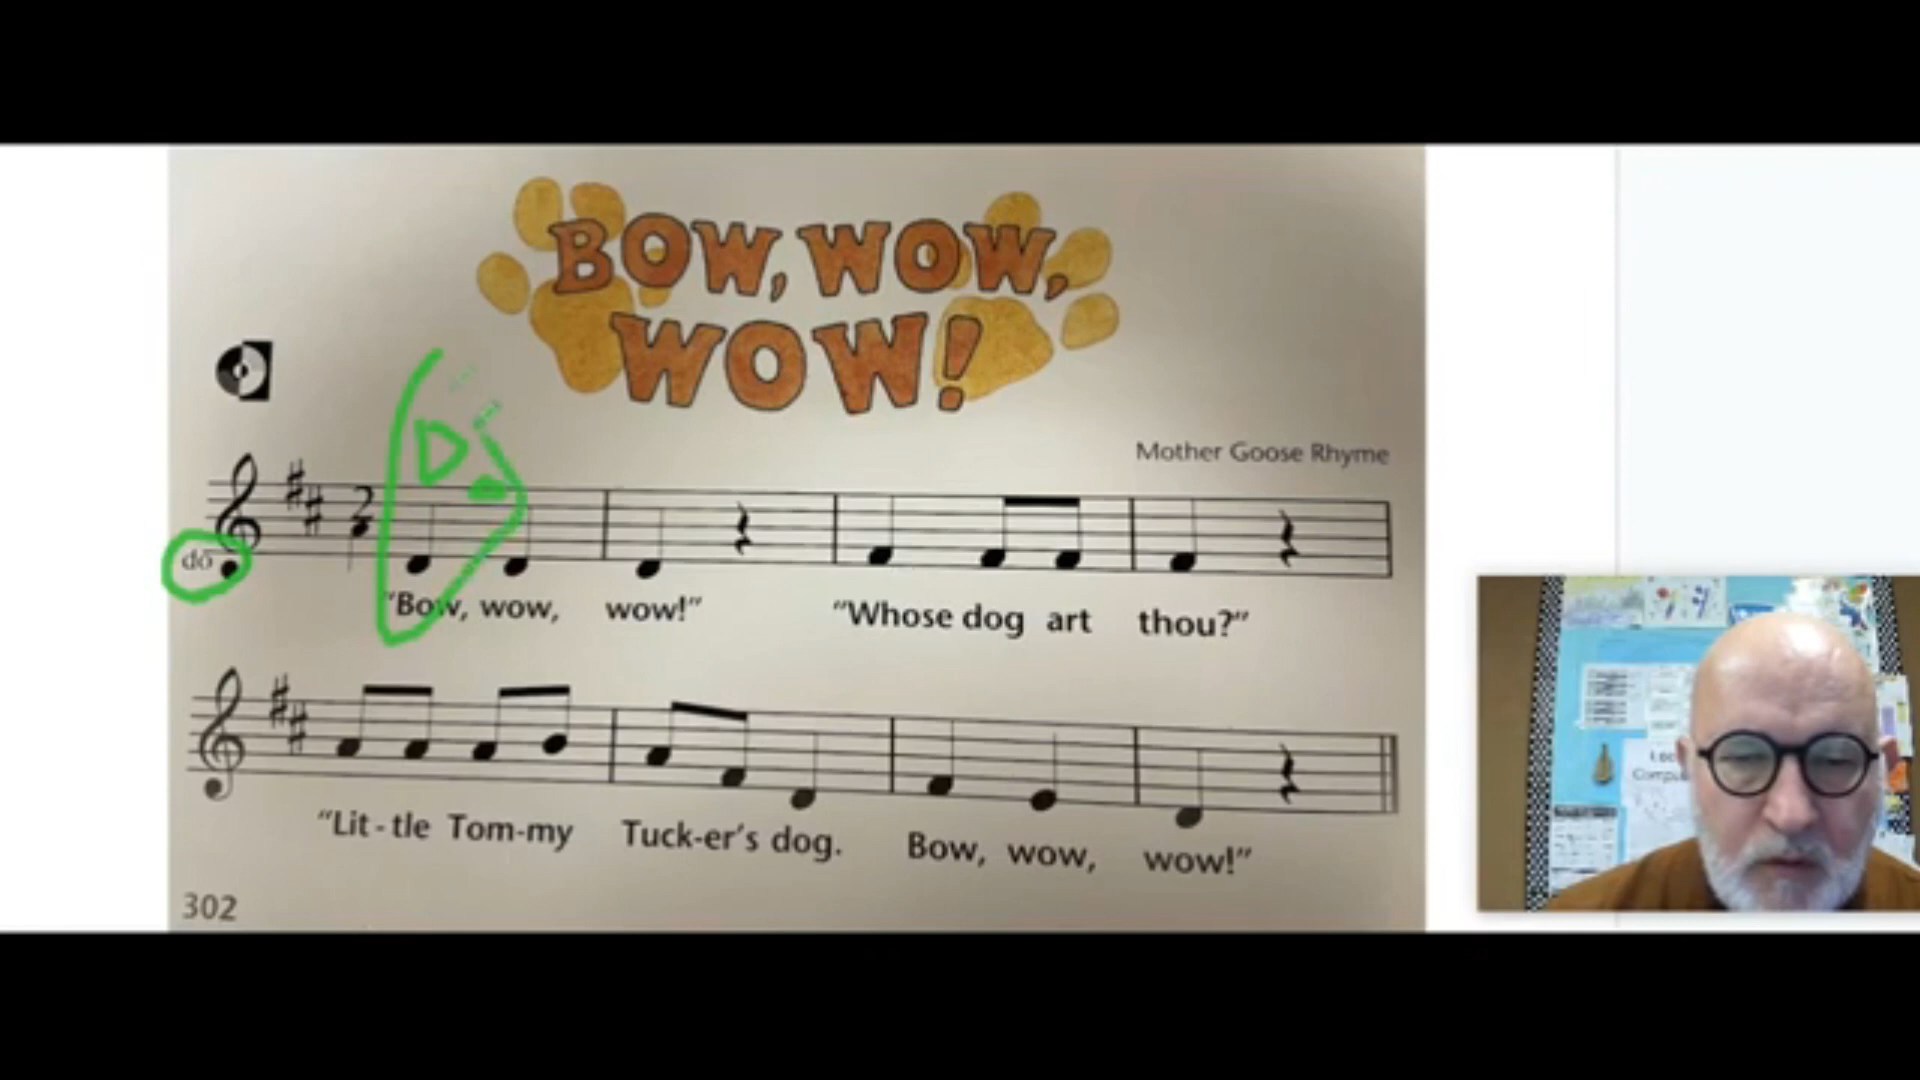 BOW, WOW,
WOW!
Mother Goose Rhyme
D
2
do
"Bow, wow, wow!" "Whose dog art thou?"
"Lit - tle Tom-my Tuck-er's dog. Bow, wow, wow!"
302